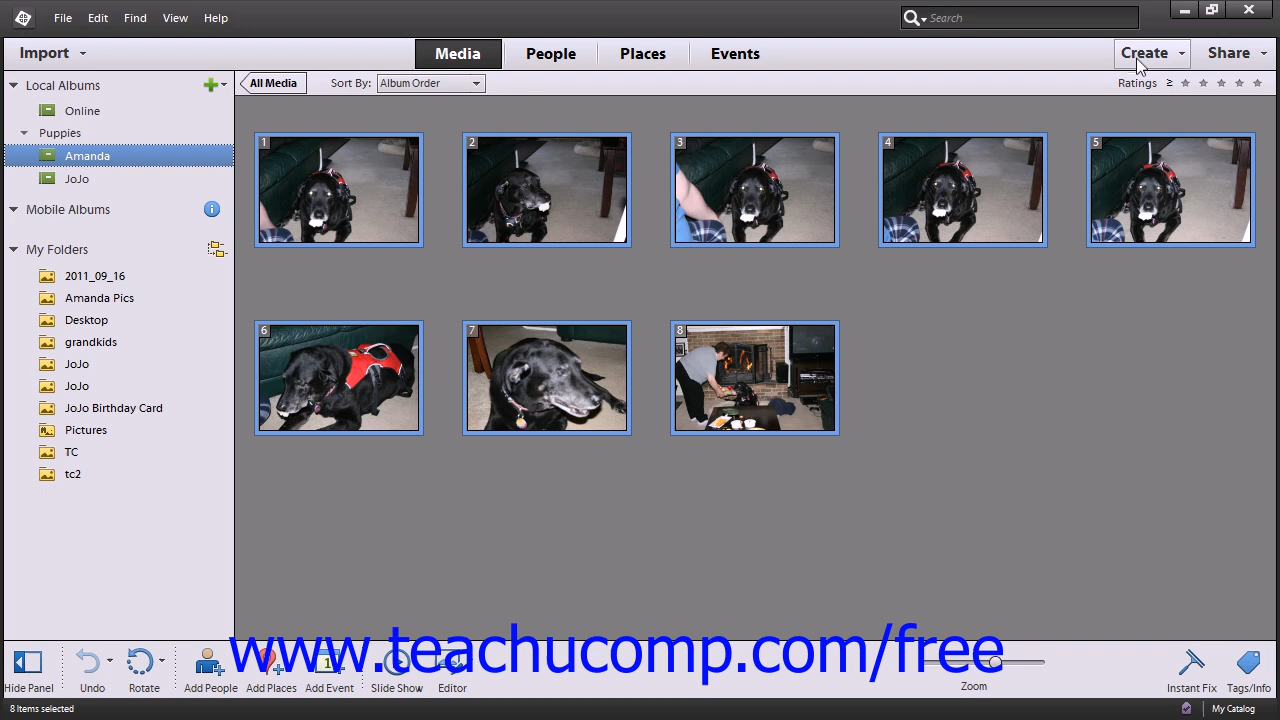 File Edit Find View Help
Search
Import
Media
People
Places
Events
Create
Share
Local Albums
Online
Puppies
Amanda
JoJo
Mobile Albums
My Folders
2011_09_16
Amanda Pics
Desktop
grandkids
JoJo
JoJo
JoJo Birthday Card
Pictures
TC
tc2
All Media
Sort By: Album Order
Ratings ≥
1
2
3
4
5
6
7
8
www.teachucomp.com/free
Hide Panel
Undo
Rotate
Add People
Add Places
Add Event
Slide Show
Editor
Zoom
Instant Fix
Tags/Info
8 Items selected
My Catalog